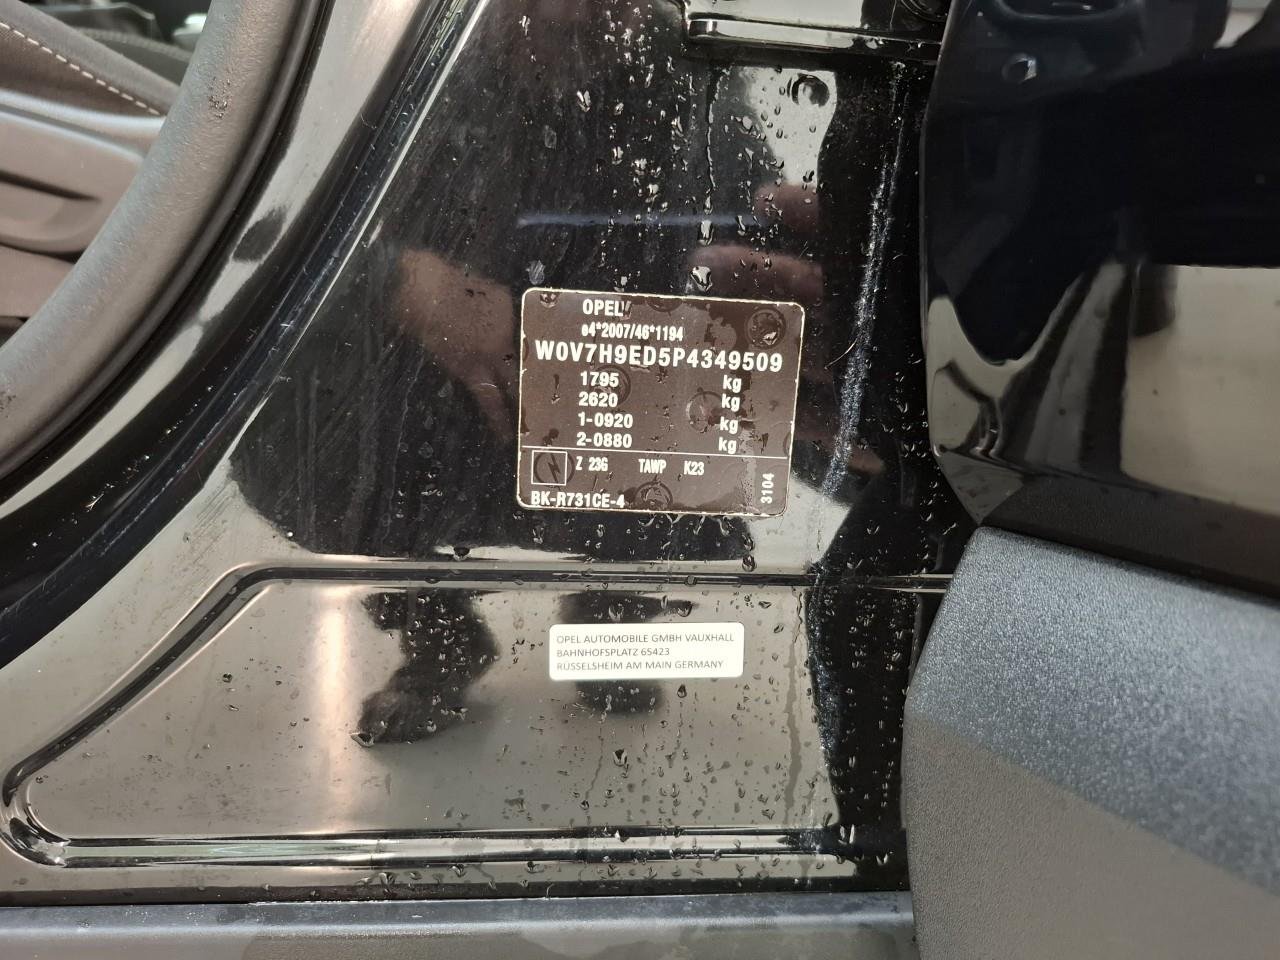 OPEL
e4*2007/46*1194
W0V7H9ED5P4349509
1795 kg
2620 kg
1-0920 kg
2-0880 kg
Z 23G TAWP K23
3104
BK-R731CE-4
OPEL AUTOMOBILE GMBH VAUXHALL
BAHNHOFSPLATZ 65423
RÜSSELSHEIM AM MAIN GERMANY